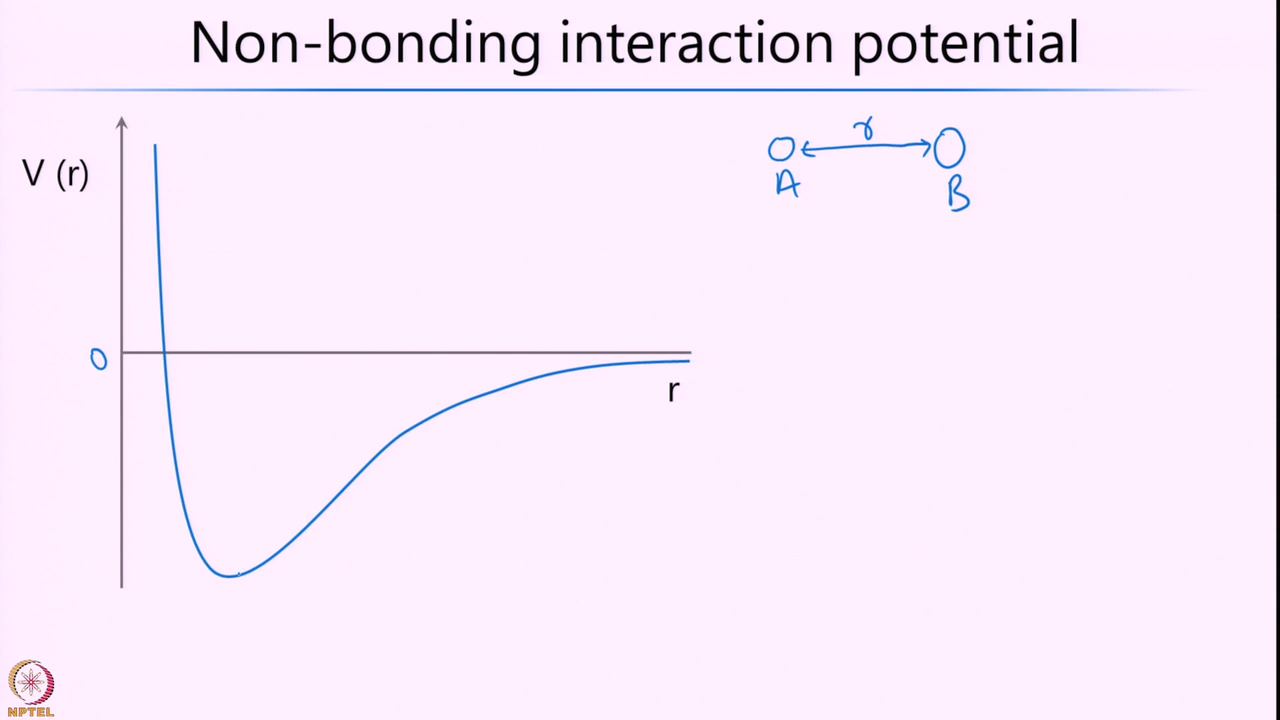 Non-bonding interaction potential
V (r)
r
A
B
0
r
NPTEL